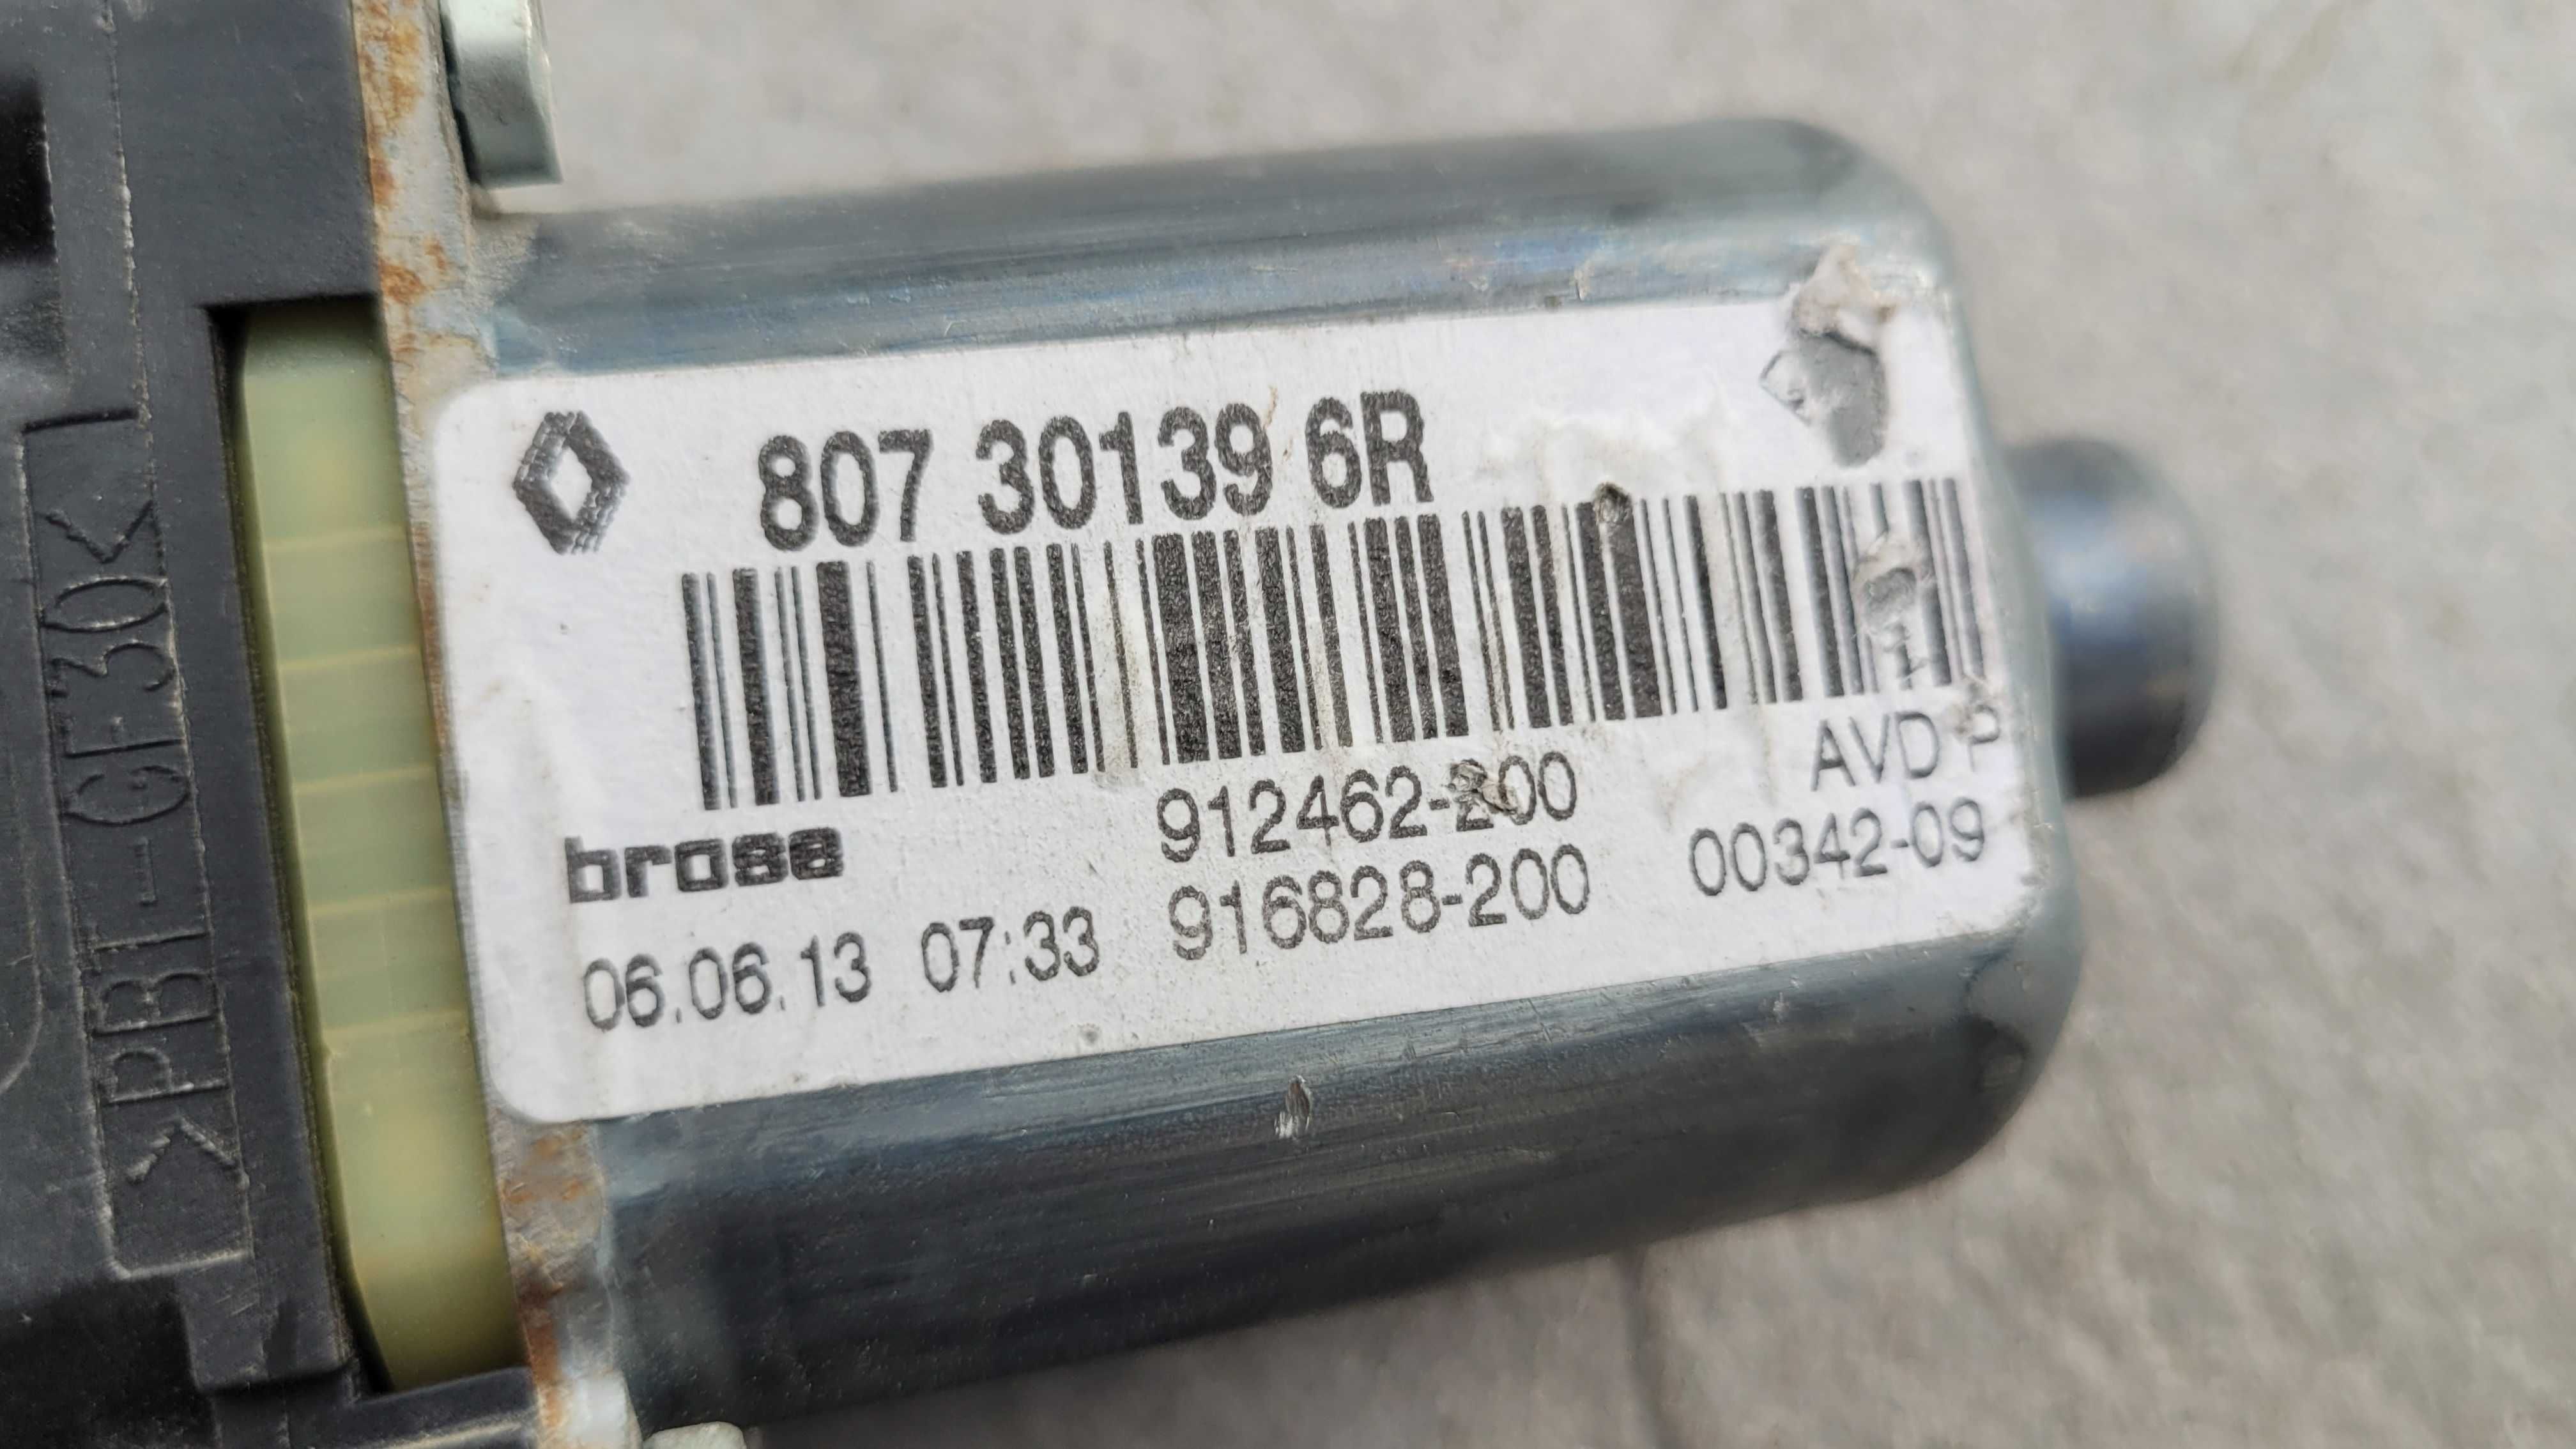 807 30139 6R
912462-200
AVD P
brose
916828-200
00342-09
06.06.13 07:33
>PBT-GF30<